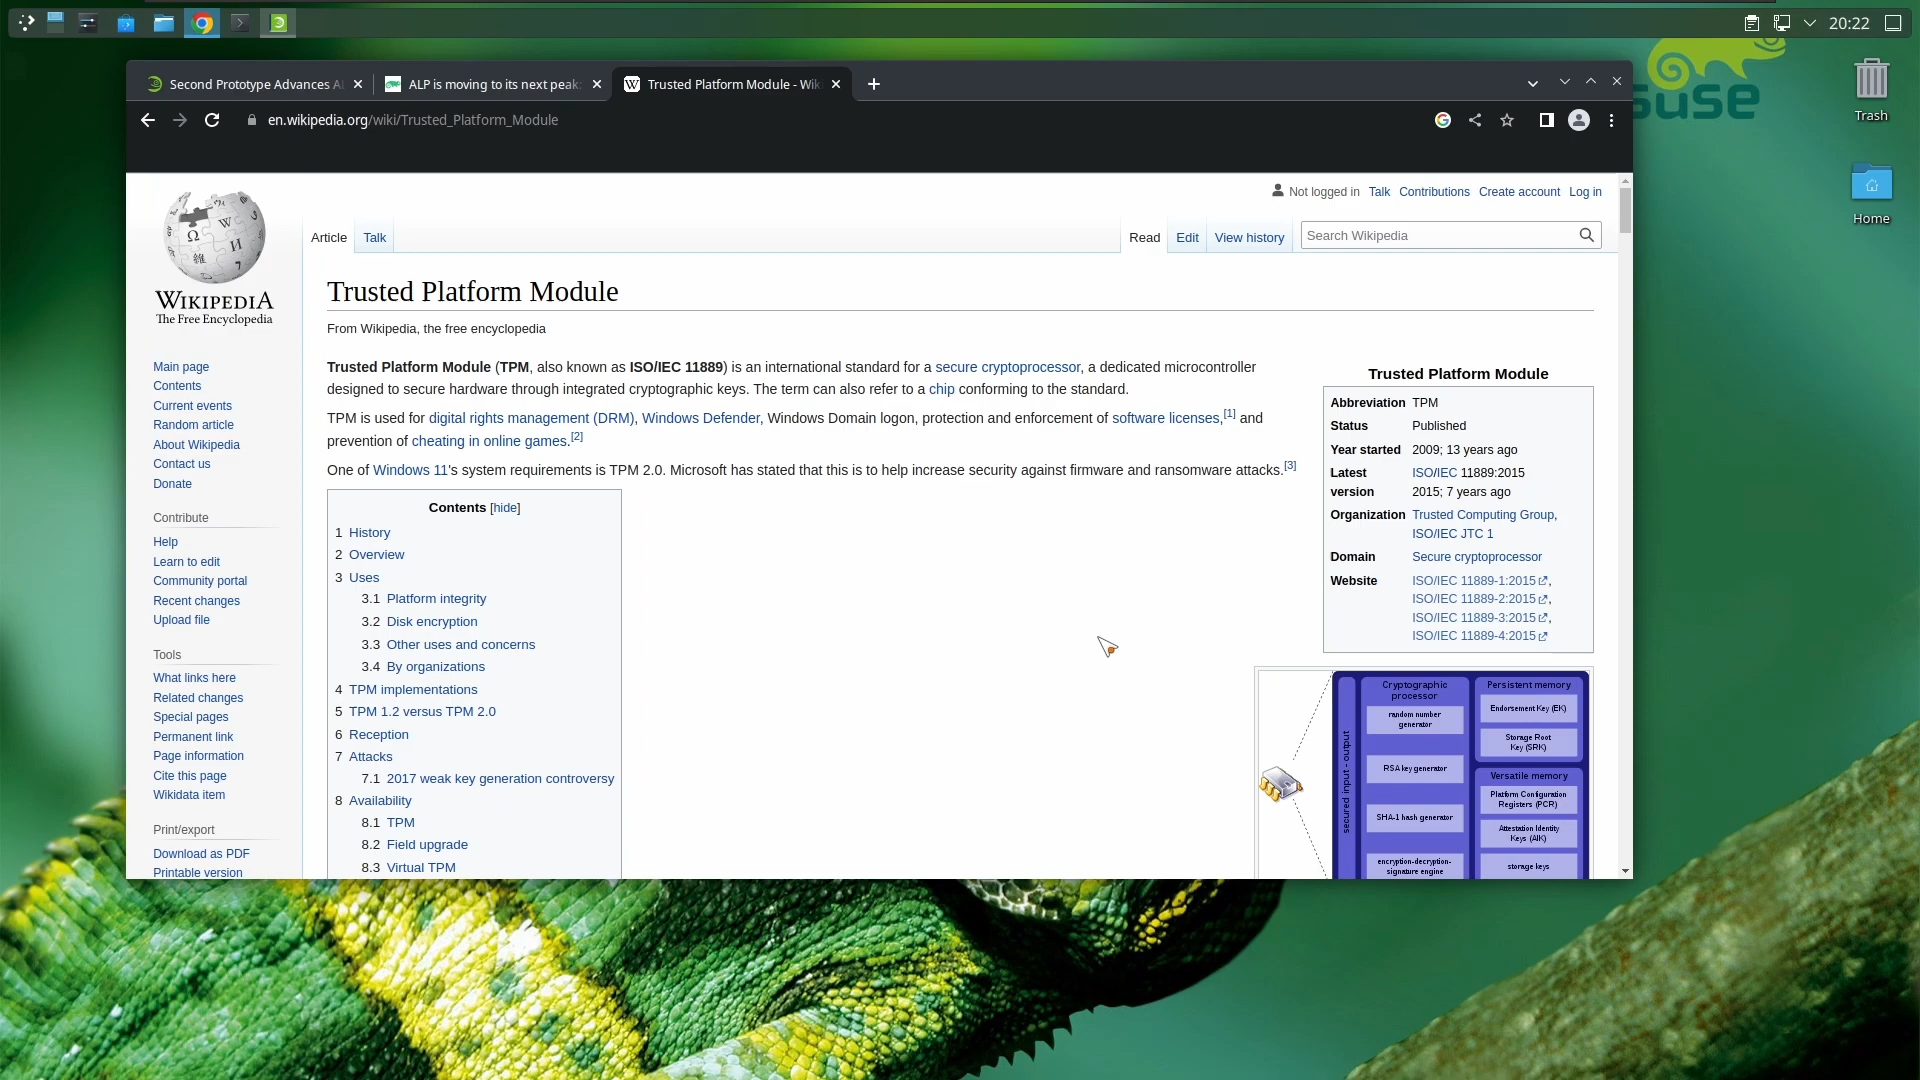 20:22
suse
Trash
Home
Second Prototype Advances AL
ALP is moving to its next peak:
Trusted Platform Module - Wiki
en.wikipedia.org/wiki/Trusted_Platform_Module
WIKIPEDIA
The Free Encyclopedia
Not logged in Talk Contributions Create account Log in
Article Talk Read Edit View history Search Wikipedia
Main page
Contents
Current events
Random article
About Wikipedia
Contact us
Donate
Contribute
Help
Learn to edit
Community portal
Recent changes
Upload file
Tools
What links here
Related changes
Special pages
Permanent link
Page information
Cite this page
Wikidata item
Print/export
Download as PDF
Printable version
Trusted Platform Module
From Wikipedia, the free encyclopedia
Trusted Platform Module (TPM, also known as ISO/IEC 11889) is an international standard for a secure cryptoprocessor, a dedicated microcontroller
designed to secure hardware through integrated cryptographic keys. The term can also refer to a chip conforming to the standard.
TPM is used for digital rights management (DRM), Windows Defender, Windows Domain logon, protection and enforcement of software licenses,[1] and
prevention of cheating in online games.[2]
One of Windows 11's system requirements is TPM 2.0. Microsoft has stated that this is to help increase security against firmware and ransomware attacks.[3]
Contents [hide]
1 History
2 Overview
3 Uses
3.1 Platform integrity
3.2 Disk encryption
3.3 Other uses and concerns
3.4 By organizations
4 TPM implementations
5 TPM 1.2 versus TPM 2.0
6 Reception
7 Attacks
7.1 2017 weak key generation controversy
8 Availability
8.1 TPM
8.2 Field upgrade
8.3 Virtual TPM
Trusted Platform Module
Abbreviation TPM
Status Published
Year started 2009; 13 years ago
Latest ISO/IEC 11889:2015
version 2015; 7 years ago
Organization Trusted Computing Group,
ISO/IEC JTC 1
Domain Secure cryptoprocessor
Website ISO/IEC 11889-1:2015,
ISO/IEC 11889-2:2015,
ISO/IEC 11889-3:2015,
ISO/IEC 11889-4:2015
secured input - output
Cryptographic
processor
random number
generator
RSA key generator
SHA-1 hash generator
encryption-decryption-
signature engine
Persistent memory
Endorsement Key (EK)
Storage Root
Key (SRK)
Versatile memory
Platform Configuration
Registers (PCR)
Attestation Identity
Keys (AIK)
storage keys